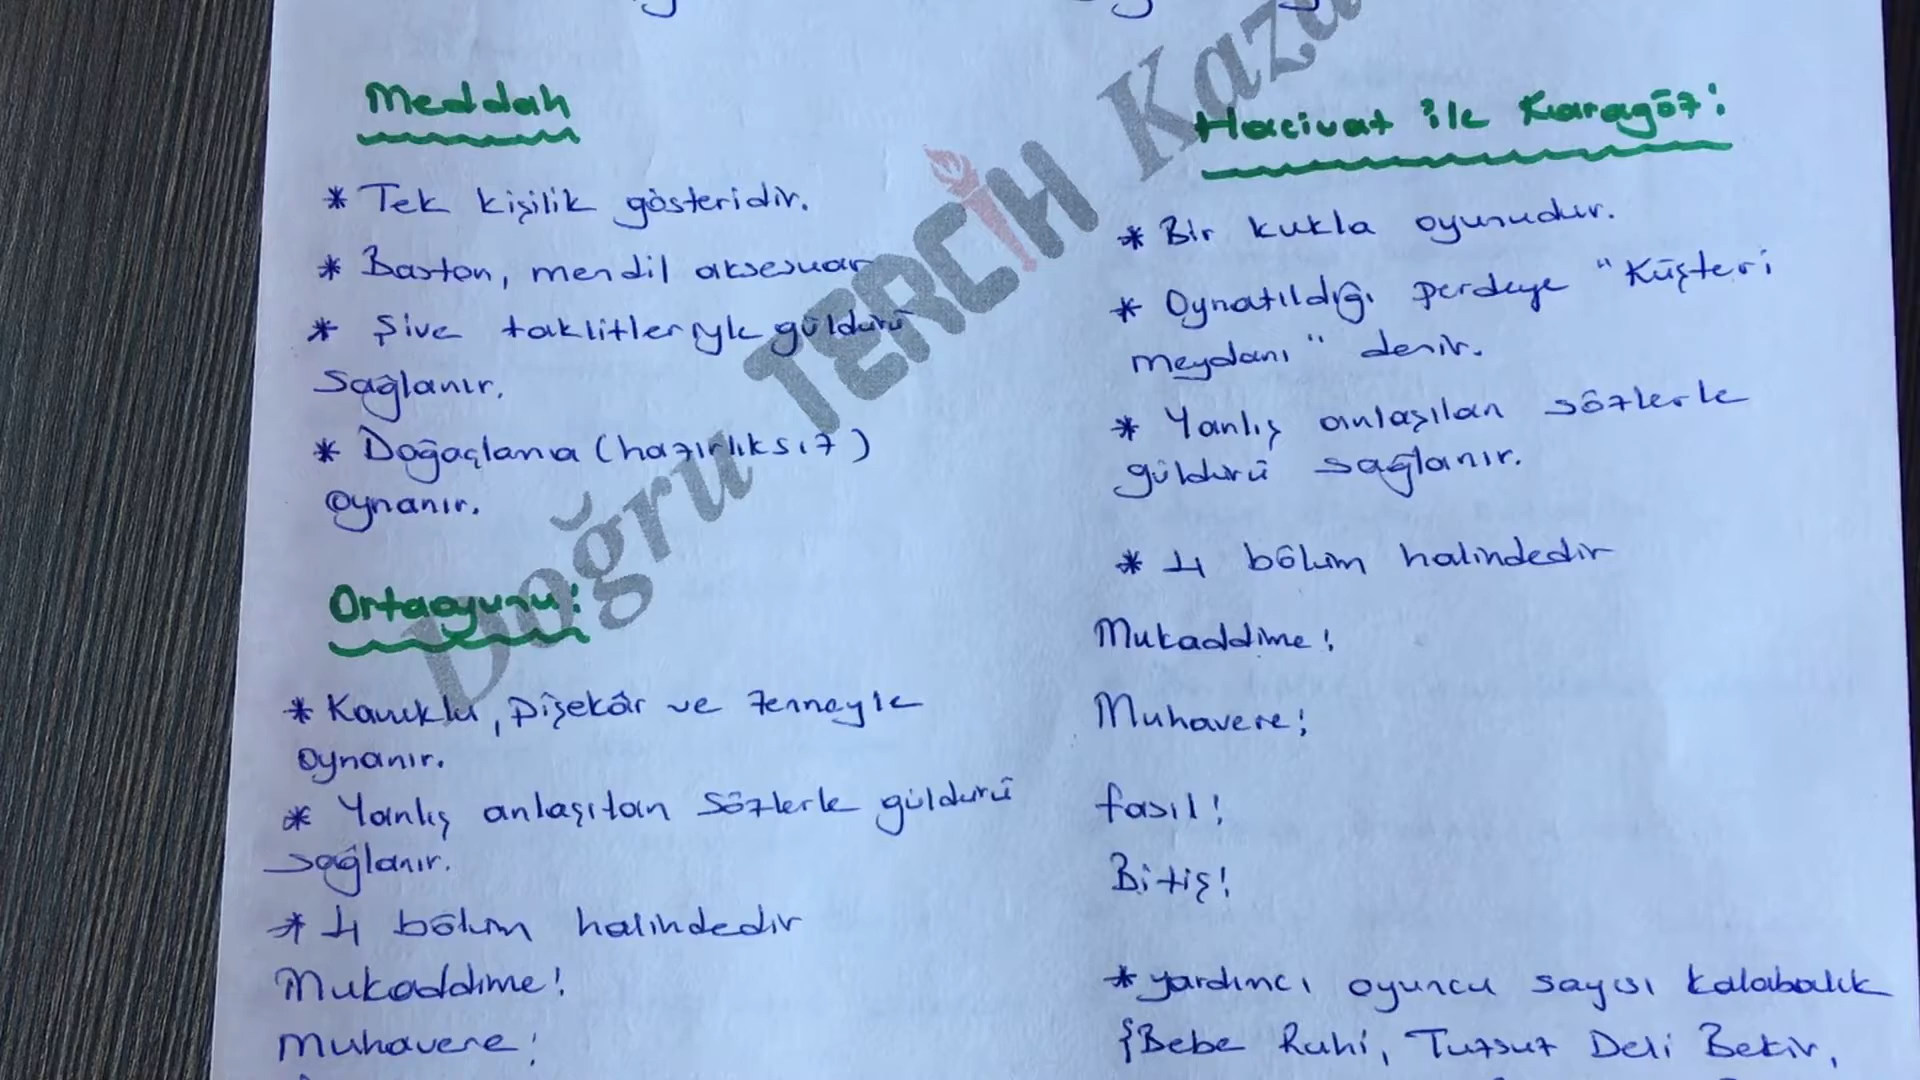 Meddah
* Tek kişilik gösteridir.
* Baston, mendil aksesuar
* Şive taklitleriyle güldürü
sağlanır.
* Doğaçlama (hazırlıksız)
oynanır.
Ortaoyunu:
* Kavuklu, pişekâr ve zenneyle
oynanır.
* Yanlış anlaşılan sözlerle güldürü
sağlanır.
* 4 bölüm halindedir
Mukaddime:
Muhavere:
Hacivat ile Karagöz:
* Bir kukla oyunudur.
* Oynatıldığı perdeye "Küşteri
meydanı" denir.
* Yanlış anlaşılan sözlerle
güldürü sağlanır.
* 4 bölüm halindedir
Mukaddime:
Muhavere:
fasıl:
Bitiş:
* yardımcı oyuncu sayısı kalabalık
{Bebe Ruhi, Tuzsuz Deli Bekir,
Doğru TERCİH Kaza